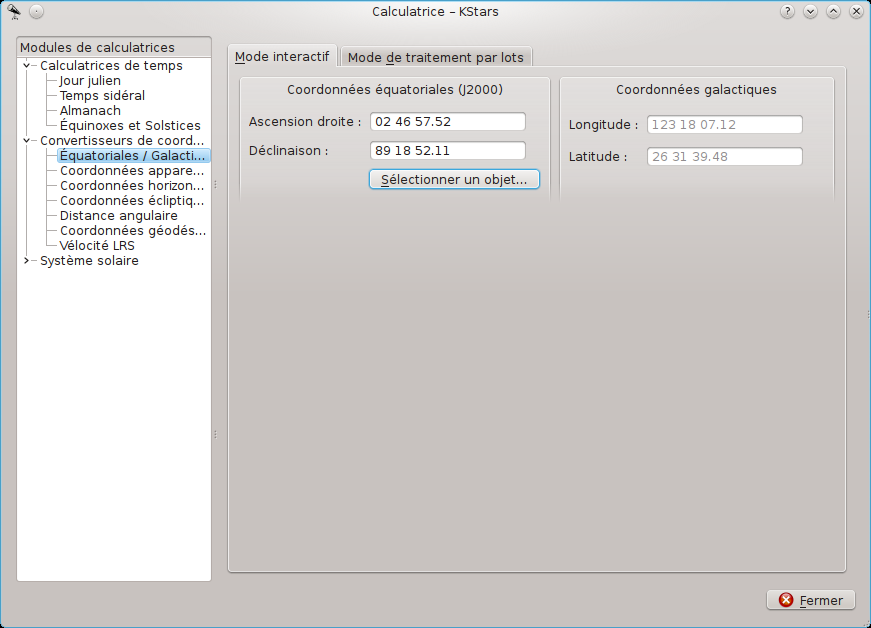 Calculatrice – KStars
Modules de calculatrices
Calculatrices de temps
Jour julien
Temps sidéral
Almanach
Équinoxes et Solstices
Convertisseurs de coord...
Équatoriales / Galacti...
Coordonnées appare...
Coordonnées horizon...
Coordonnées écliptiq...
Distance angulaire
Coordonnées géodés...
Vélocité LRS
Système solaire
Mode interactif
Mode de traitement par lots
Coordonnées équatoriales (J2000)
Ascension droite : 02 46 57.52
Déclinaison : 89 18 52.11
Sélectionner un objet...
Coordonnées galactiques
Longitude : 123 18 07.12
Latitude : 26 31 39.48
Fermer